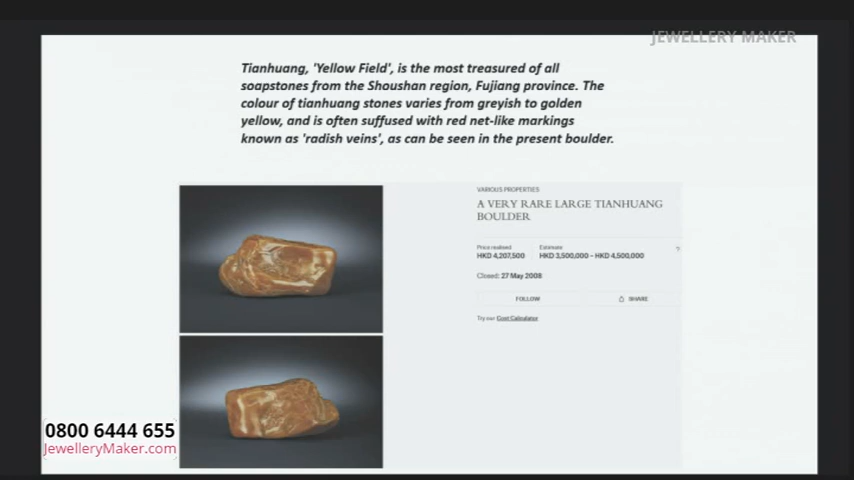 JEWELLERY MAKER
Tianhuang, 'Yellow Field', is the most treasured of all
soapstones from the Shoushan region, Fujiang province. The
colour of tianhuang stones varies from greyish to golden
yellow, and is often suffused with red net-like markings
known as 'radish veins', as can be seen in the present boulder.
VARIOUS PROPERTIES
A VERY RARE LARGE TIANHUANG
BOULDER
Price realised Estimate
HKD 4,207,500 HKD 3,500,000 - HKD 4,500,000
?
Closed: 27 May 2008
FOLLOW SHARE
Try our Cost Calculator
0800 6444 655
JewelleryMaker.com